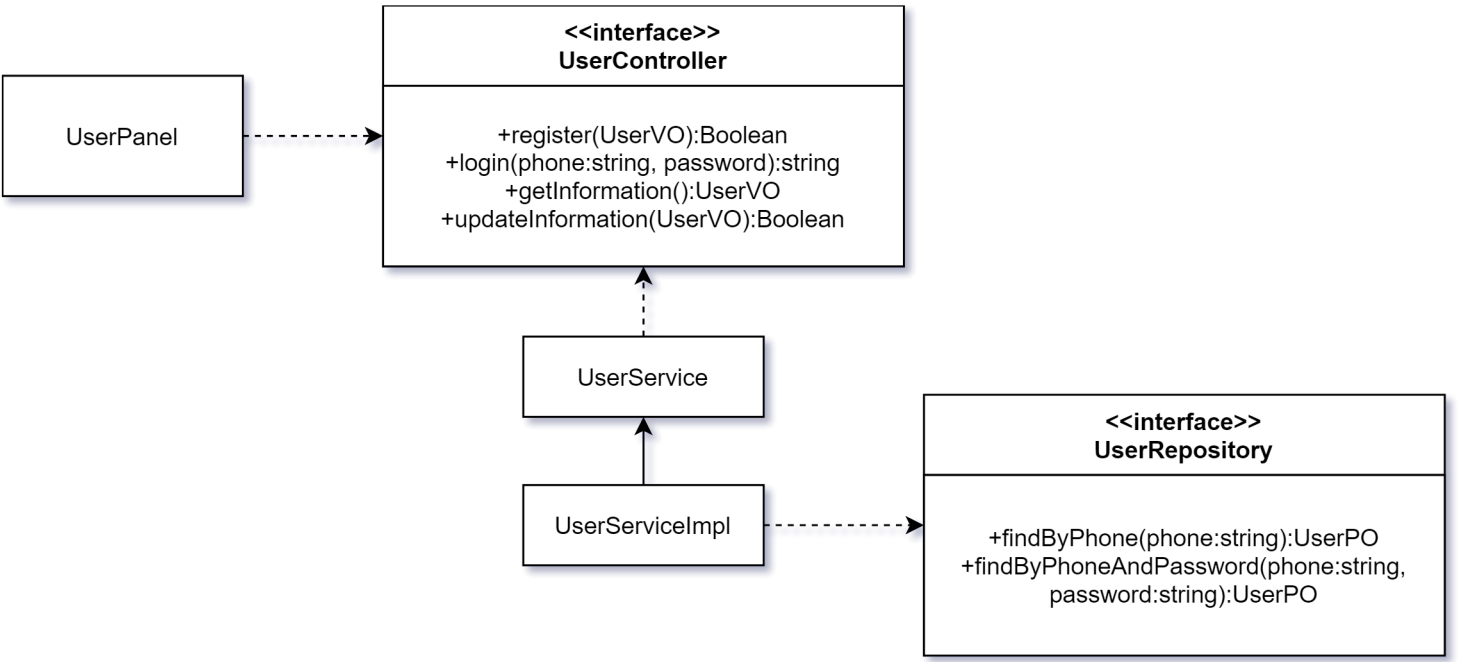 <<interface>>
UserController
UserPanel
+register(UserVO):Boolean
+login(phone:string, password):string
+getInformation():UserVO
+updateInformation(UserVO):Boolean
UserService
<<interface>>
UserRepository
UserServiceImpl
+findByPhone(phone:string):UserPO
+findByPhoneAndPassword(phone:string,
password:string):UserPO